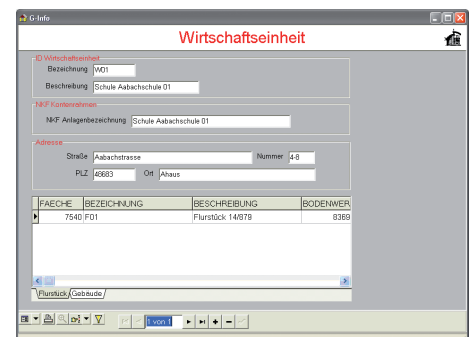 G-Info
Wirtschaftseinheit
ID Wirtschaftseinheit
Bezeichnung W01
Beschreibung Schule Aabachschule 01
NKF Kontenrahmen
NKF Anlagenbezeichnung Schule Aabachschule 01
Adresse
Straße Aabachstrasse Nummer 4-8
PLZ 48683 Ort Ahaus
FAECHE BEZEICHNUNG BESCHREIBUNG BODENWER
7540 F01 Flurstück 14/879 8369
Flurstück Gebäude
1 von 1